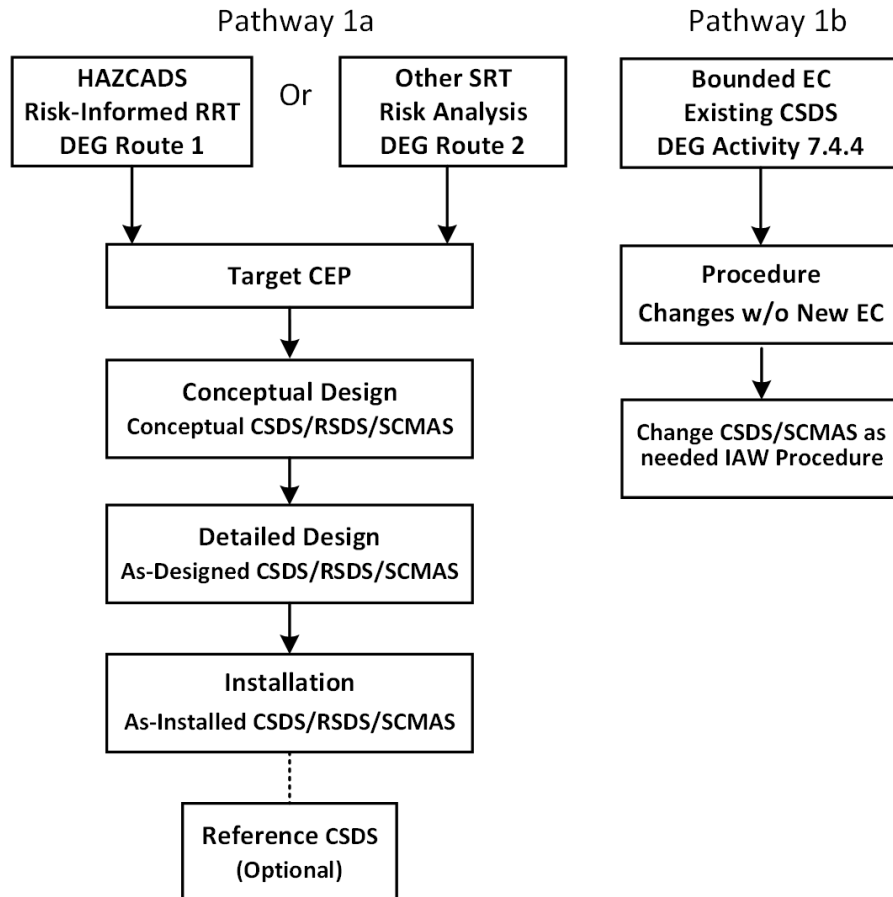 Pathway 1a
HAZCADS
Risk-Informed RRT
DEG Route 1
Or
Other SRT
Risk Analysis
DEG Route 2
Target CEP
Conceptual Design
Conceptual CSDS/RSDS/SCMAS
Detailed Design
As-Designed CSDS/RSDS/SCMAS
Installation
As-Installed CSDS/RSDS/SCMAS
Reference CSDS
(Optional)
Pathway 1b
Bounded EC
Existing CSDS
DEG Activity 7.4.4
Procedure
Changes w/o New EC
Change CSDS/SCMAS as
needed IAW Procedure